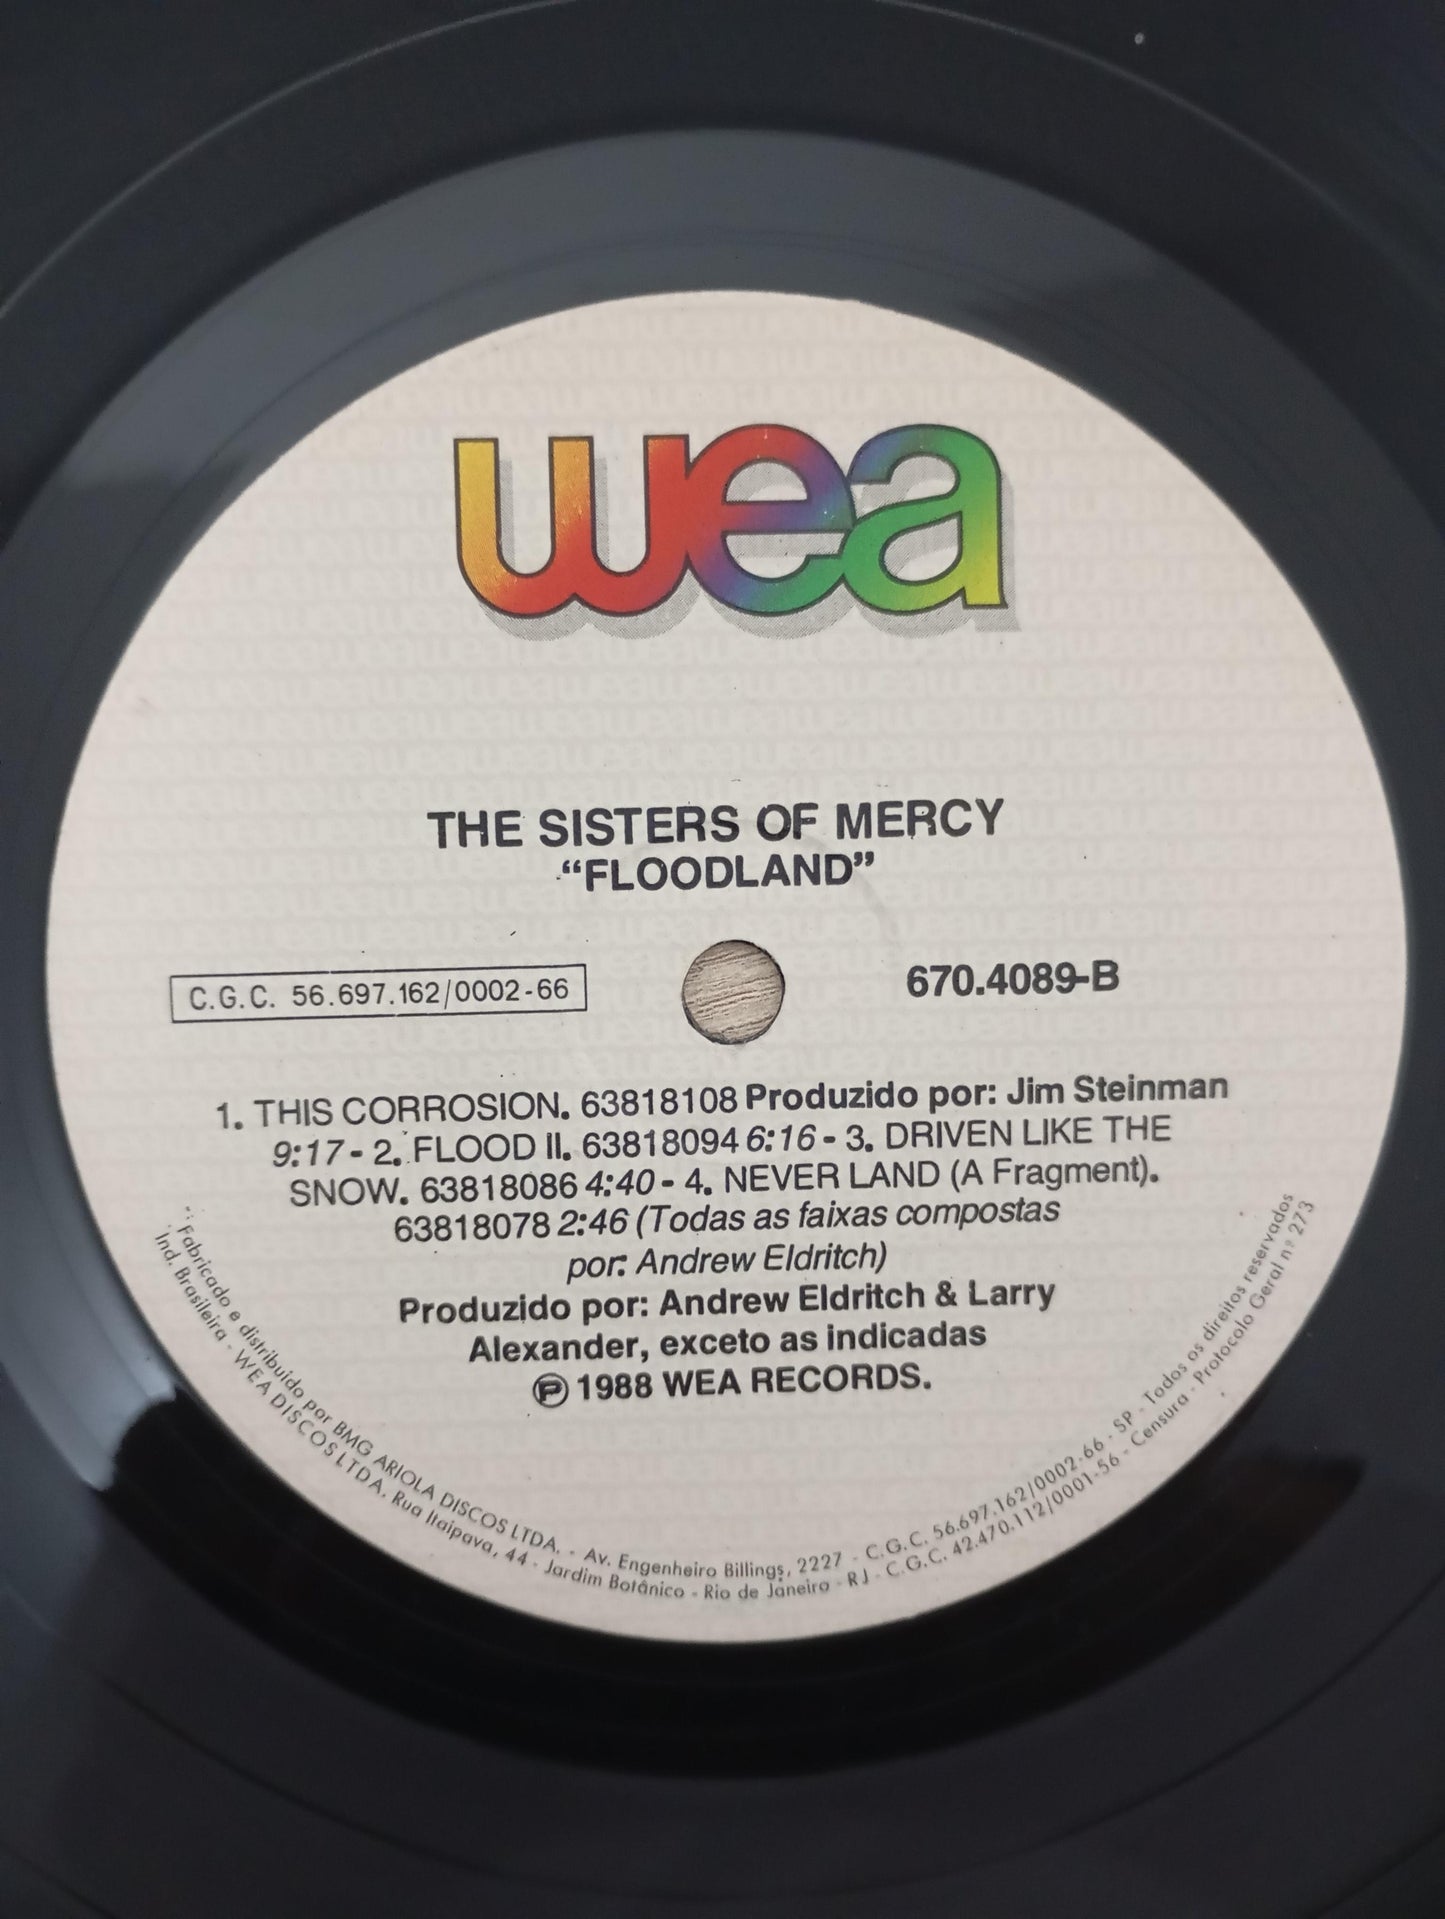 wea
THE SISTERS OF MERCY
“FLOODLAND”
C.G.C. 56.697.162/0002-66
670.4089-B
1. THIS CORROSION. 63818108 Produzido por: Jim Steinman
9:17 - 2. FLOOD II. 63818094 6:16 - 3. DRIVEN LIKE THE
SNOW. 63818086 4:40 - 4. NEVER LAND (A Fragment).
63818078 2:46 (Todas as faixas compostas
por: Andrew Eldritch)
Produzido por: Andrew Eldritch & Larry
Alexander, exceto as indicadas
Ⓟ 1988 WEA RECORDS.
Fabricado e distribuído por BMG ARIOLA DISCOS LTDA. - Av. Engenheiro Billings, 2227 - C.G.C. 56.697.162/0002-66 - SP - Todos os direitos reservados
Ind. Brasileira - WEA DISCOS LTDA. Rua Itaipava, 44 - Jardim Botânico - Rio de Janeiro - RJ - C.G.C. 42.470.112/0001-56 - Censura - Protocolo Geral nº 273